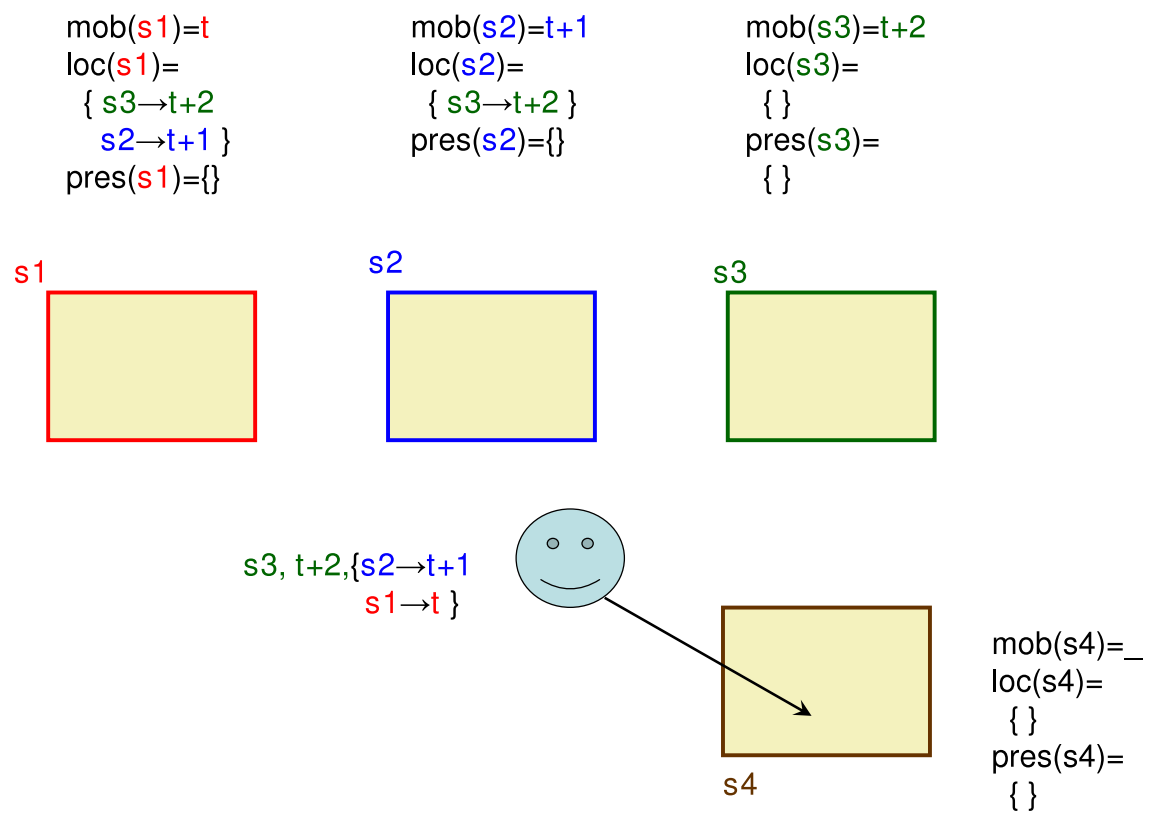 mob(s1)=t
loc(s1)=
{ s3→t+2
s2→t+1 }
pres(s1)={}
mob(s2)=t+1
loc(s2)=
{ s3→t+2 }
pres(s2)={}
mob(s3)=t+2
loc(s3)=
{ }
pres(s3)=
{ }
s1
s2
s3
s3, t+2,{s2→t+1
s1→t }
mob(s4)=_
loc(s4)=
{ }
pres(s4)=
{ }
s4